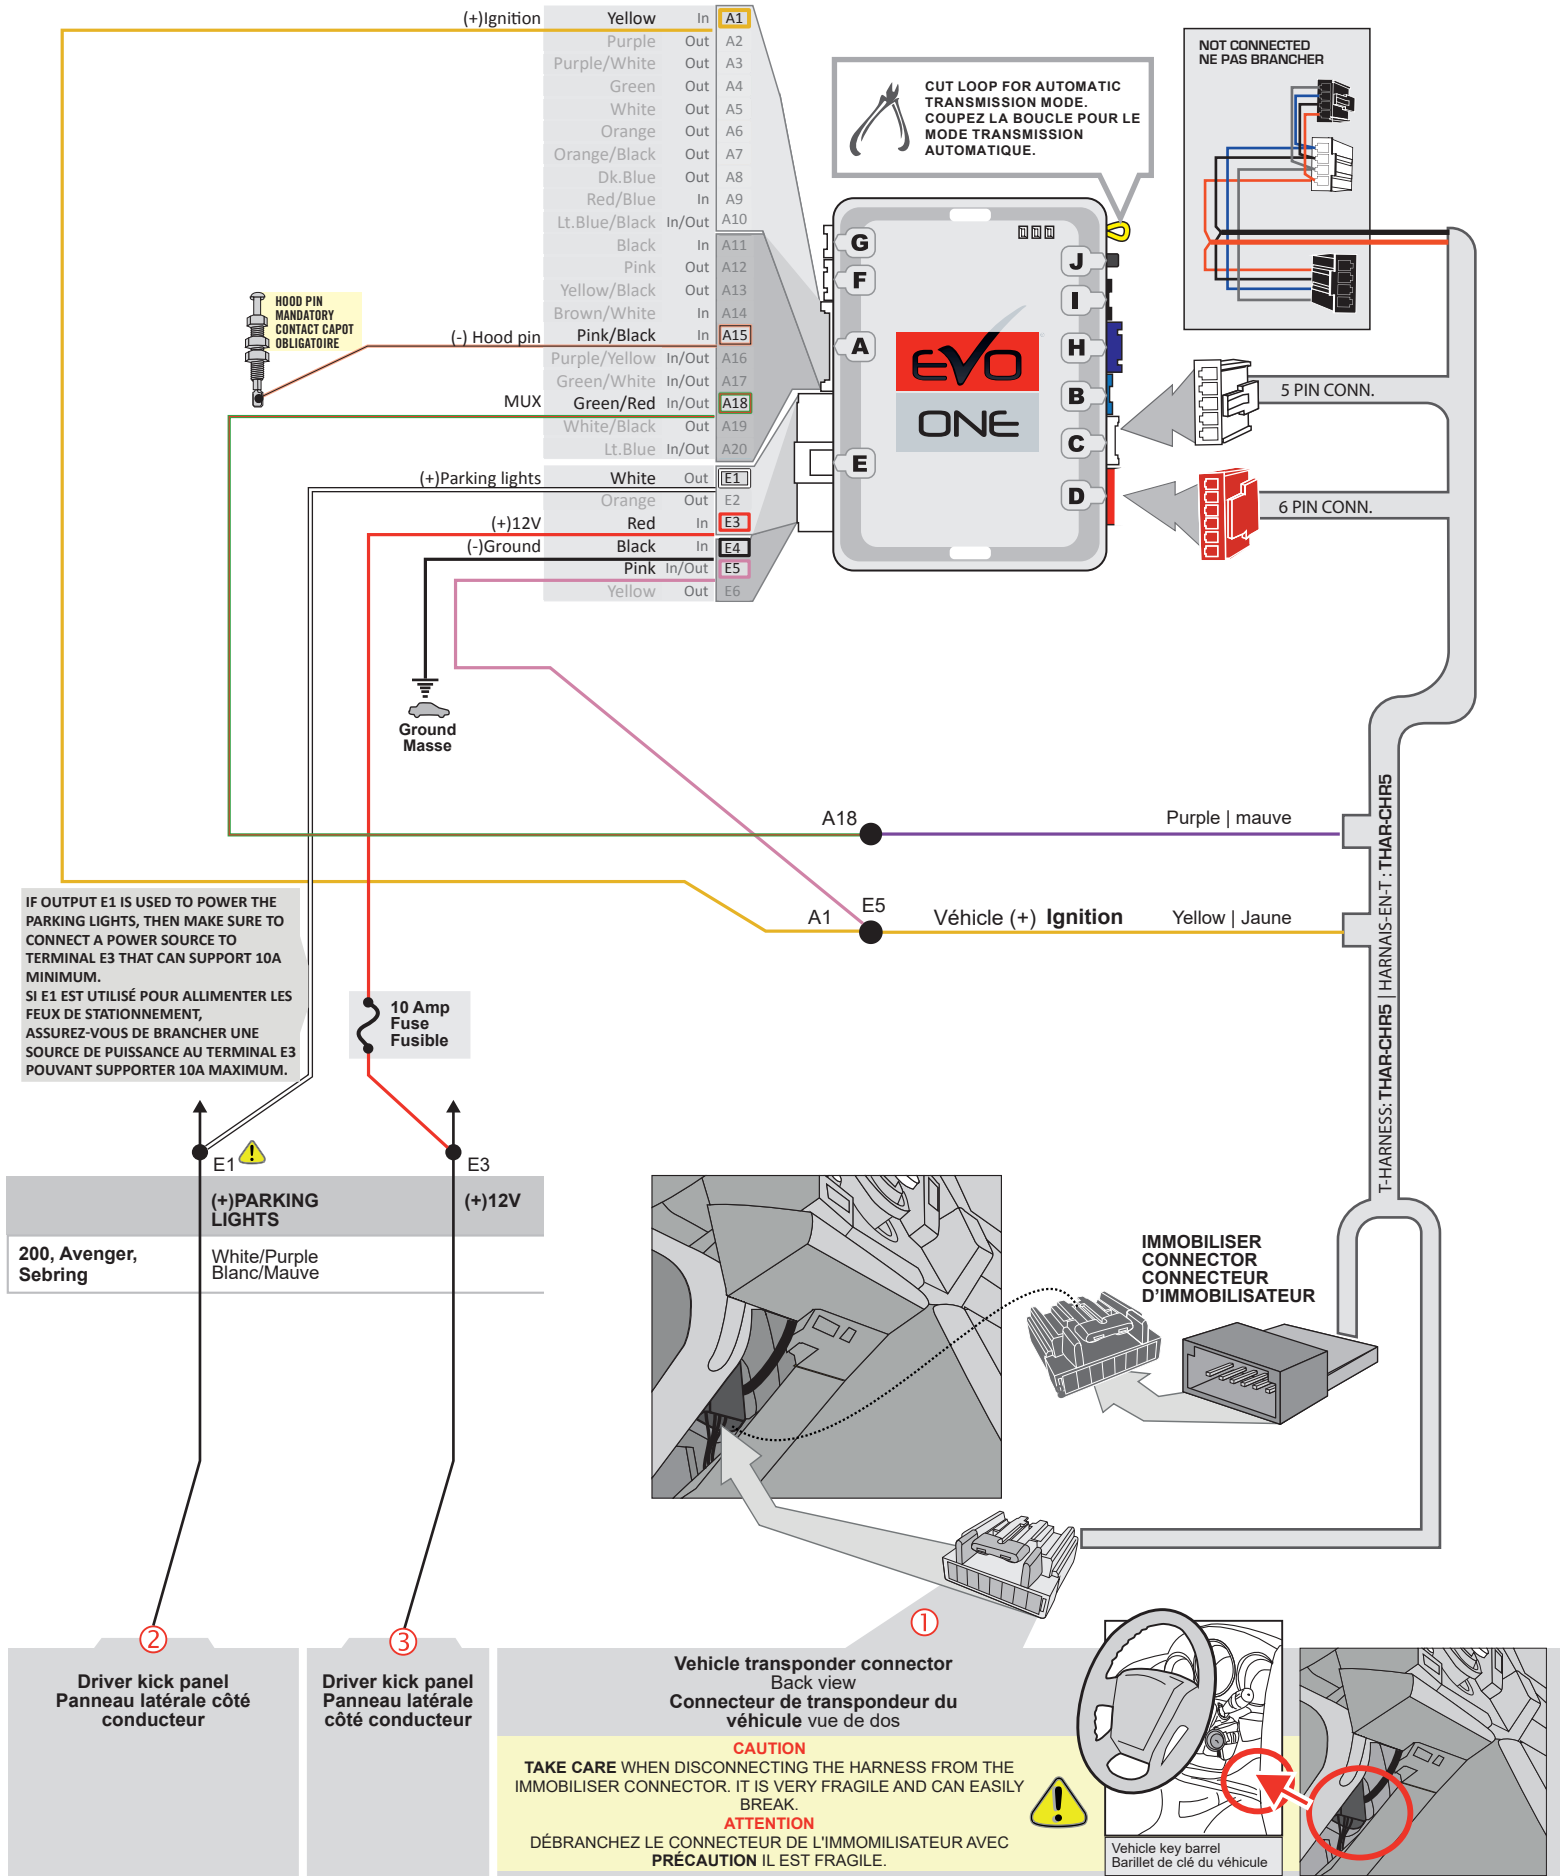 (+)Ignition Yellow In A1
Purple Out A2
Purple/White Out A3
Green Out A4
White Out A5
Orange Out A6
Orange/Black Out A7
Dk.Blue Out A8
Red/Blue In A9
Lt.Blue/Black In/Out A10
Black In A11
Pink Out A12
Yellow/Black Out A13
Brown/White In A14
(-) Hood pin Pink/Black In A15
Purple/Yellow In/Out A16
Green/White In/Out A17
MUX Green/Red In/Out A18
White/Black Out A19
Lt.Blue In/Out A20
(+)Parking lights White Out E1
Orange Out E2
(+)12V Red In E3
(-)Ground Black In E4
Pink In/Out E5
Yellow Out E6
HOOD PIN
MANDATORY
CONTACT CAPOT
OBLIGATOIRE
CUT LOOP FOR AUTOMATIC
TRANSMISSION MODE.
COUPEZ LA BOUCLE POUR LE
MODE TRANSMISSION
AUTOMATIQUE.
NOT CONNECTED
NE PAS BRANCHER
G
F
A
E
J
I
H
B
C
D
EVO
ONE
5 PIN CONN.
6 PIN CONN.
Ground
Masse
A18
Purple | mauve
A1
E5
Véhicle (+) Ignition
Yellow | Jaune
T-HARNESS: THAR-CHR5 | HARNAIS-EN-T : THAR-CHR5
IF OUTPUT E1 IS USED TO POWER THE
PARKING LIGHTS, THEN MAKE SURE TO
CONNECT A POWER SOURCE TO
TERMINAL E3 THAT CAN SUPPORT 10A
MINIMUM.
SI E1 EST UTILISÉ POUR ALLIMENTER LES
FEUX DE STATIONNEMENT,
ASSUREZ-VOUS DE BRANCHER UNE
SOURCE DE PUISSANCE AU TERMINAL E3
POUVANT SUPPORTER 10A MAXIMUM.
10 Amp
Fuse
Fusible
E1
!
E3
(+)PARKING
LIGHTS
(+)12V
200, Avenger,
Sebring
White/Purple
Blanc/Mauve
IMMOBILISER
CONNECTOR
CONNECTEUR
D'IMMOBILISATEUR
1
2
3
Driver kick panel
Panneau latérale côté
conducteur
Driver kick panel
Panneau latérale
côté conducteur
Vehicle transponder connector
Back view
Connecteur de transpondeur du
véhicule vue de dos
CAUTION
TAKE CARE WHEN DISCONNECTING THE HARNESS FROM THE
IMMOBILISER CONNECTOR. IT IS VERY FRAGILE AND CAN EASILY
BREAK.
ATTENTION
DÉBRANCHEZ LE CONNECTEUR DE L'IMMOMILISATEUR AVEC
PRÉCAUTION IL EST FRAGILE.
!
Vehicle key barrel
Barillet de clé du véhicule